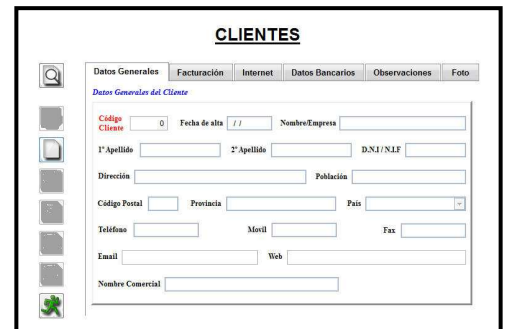 CLIENTES
Datos Generales Facturación Internet Datos Bancarios Observaciones Foto
Datos Generales del Cliente
Código Cliente 0 Fecha de alta / / Nombre/Empresa
1º Apellido 2º Apellido D.N.I / N.I.F
Dirección Población
Código Postal Provincia País
Teléfono Movil Fax
Email Web
Nombre Comercial